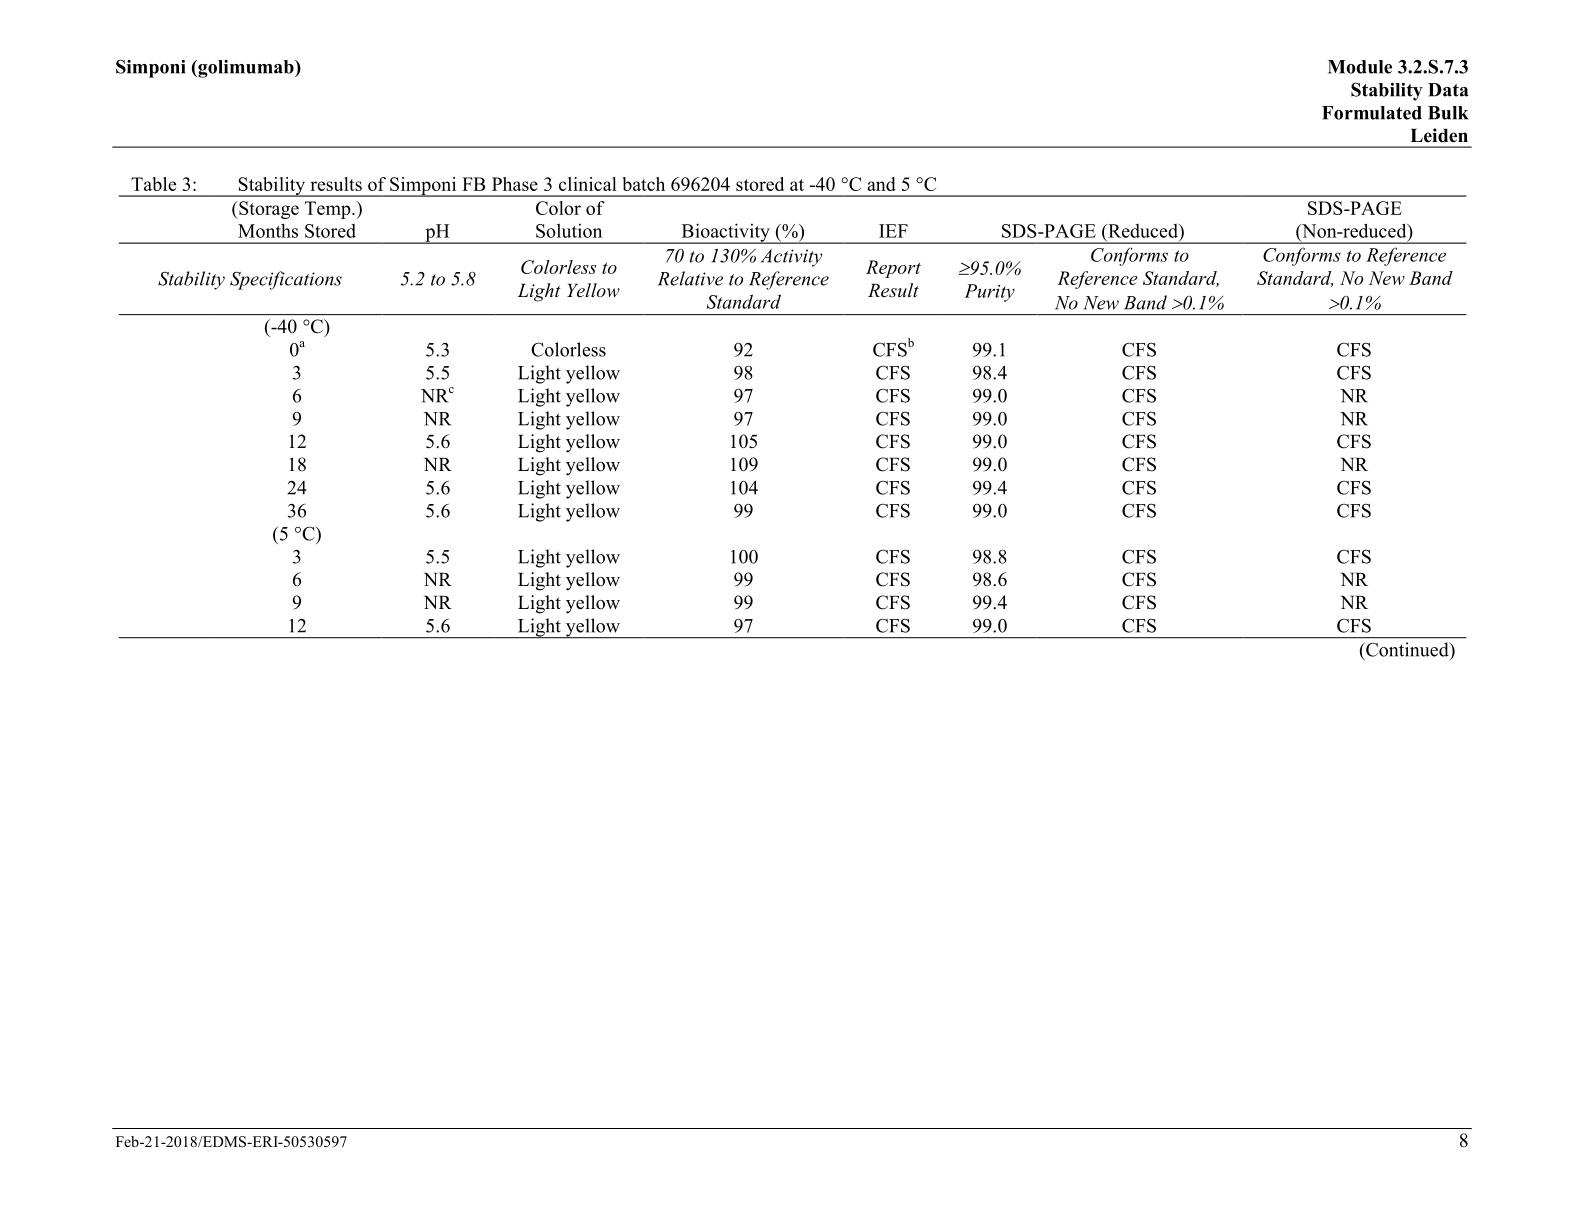 Simponi (golimumab)
Module 3.2.S.7.3
Stability Data
Formulated Bulk
Leiden
Table 3: Stability results of Simponi FB Phase 3 clinical batch 696204 stored at -40 °C and 5 °C
(Storage Temp.) Color of SDS-PAGE
Months Stored pH Solution Bioactivity (%) IEF SDS-PAGE (Reduced) (Non-reduced)
70 to 130% Activity Conforms to Conforms to Reference
Colorless to Report ≥95.0%
Stability Specifications 5.2 to 5.8 Relative to Reference Reference Standard, Standard, No New Band
Light Yellow Result Purity
Standard No New Band >0.1% >0.1%
(-40 °C)
0a 5.3 Colorless 92 CFSb 99.1 CFS CFS
3 5.5 Light yellow 98 CFS 98.4 CFS CFS
6 NRc Light yellow 97 CFS 99.0 CFS NR
9 NR Light yellow 97 CFS 99.0 CFS NR
12 5.6 Light yellow 105 CFS 99.0 CFS CFS
18 NR Light yellow 109 CFS 99.0 CFS NR
24 5.6 Light yellow 104 CFS 99.4 CFS CFS
36 5.6 Light yellow 99 CFS 99.0 CFS CFS
(5 °C)
3 5.5 Light yellow 100 CFS 98.8 CFS CFS
6 NR Light yellow 99 CFS 98.6 CFS NR
9 NR Light yellow 99 CFS 99.4 CFS NR
12 5.6 Light yellow 97 CFS 99.0 CFS CFS
(Continued)
Feb-21-2018/EDMS-ERI-50530597 8